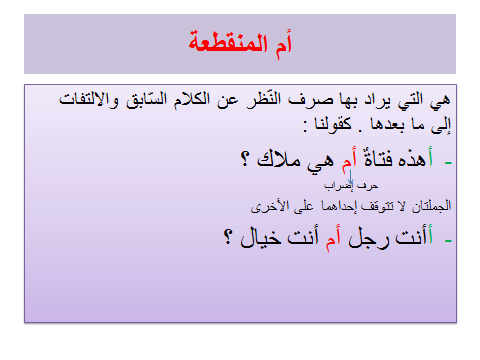 أم المنقطعة
هي التي يراد بها صرف النّظر عن الكلام السّابق والالتفات
إلى ما بعدها . كقولنا :
- أهذه فتاةٌ أم هي ملاك ؟
حرف إضراب
الجملتان لا تتوقف إحداهما على الأخرى
- أأنت رجل أم أنت خيال ؟